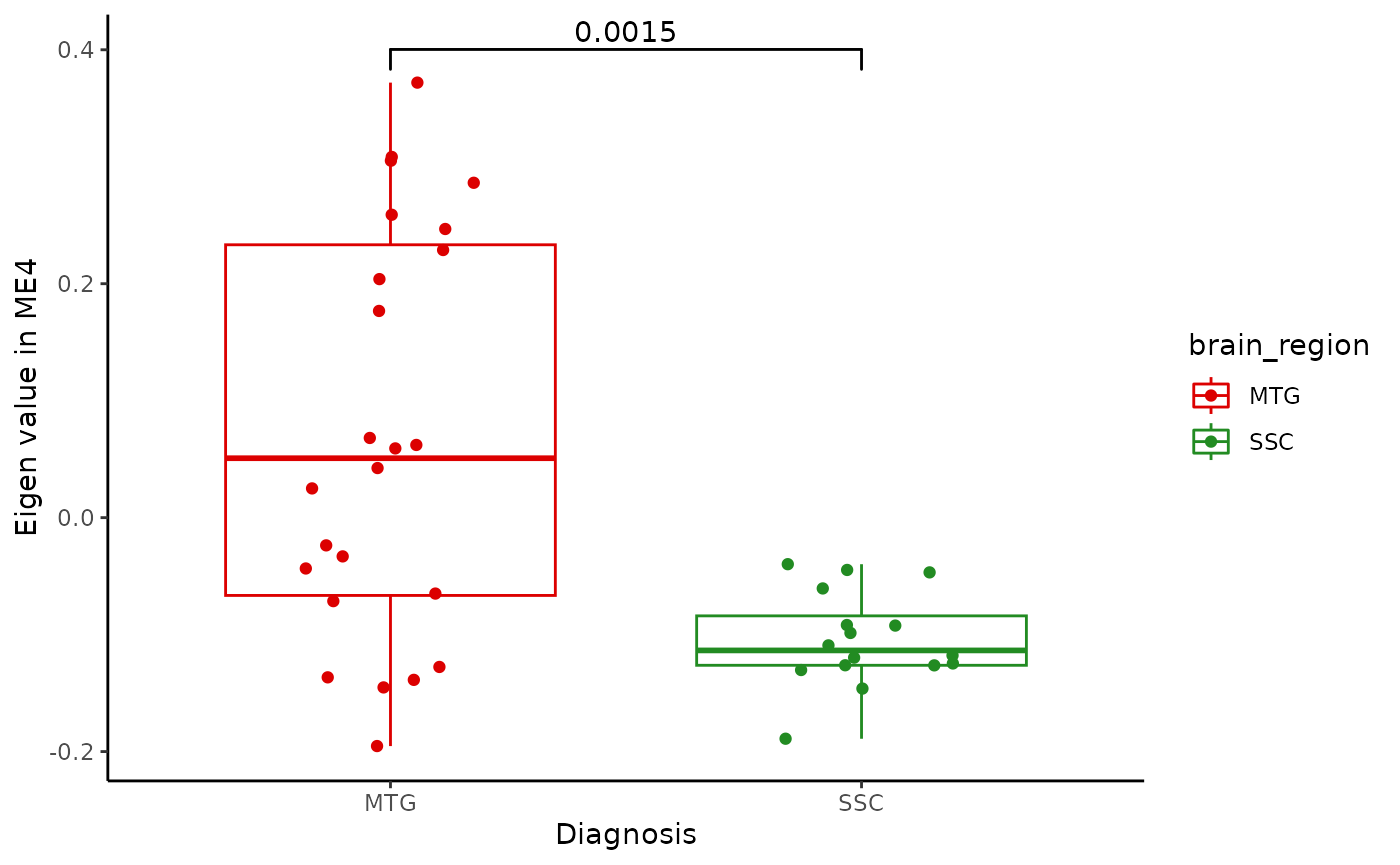 0.0015
0.4
0.2
0.0
-0.2
Eigen value in ME4
MTG
SSC
Diagnosis
brain_region
MTG
SSC